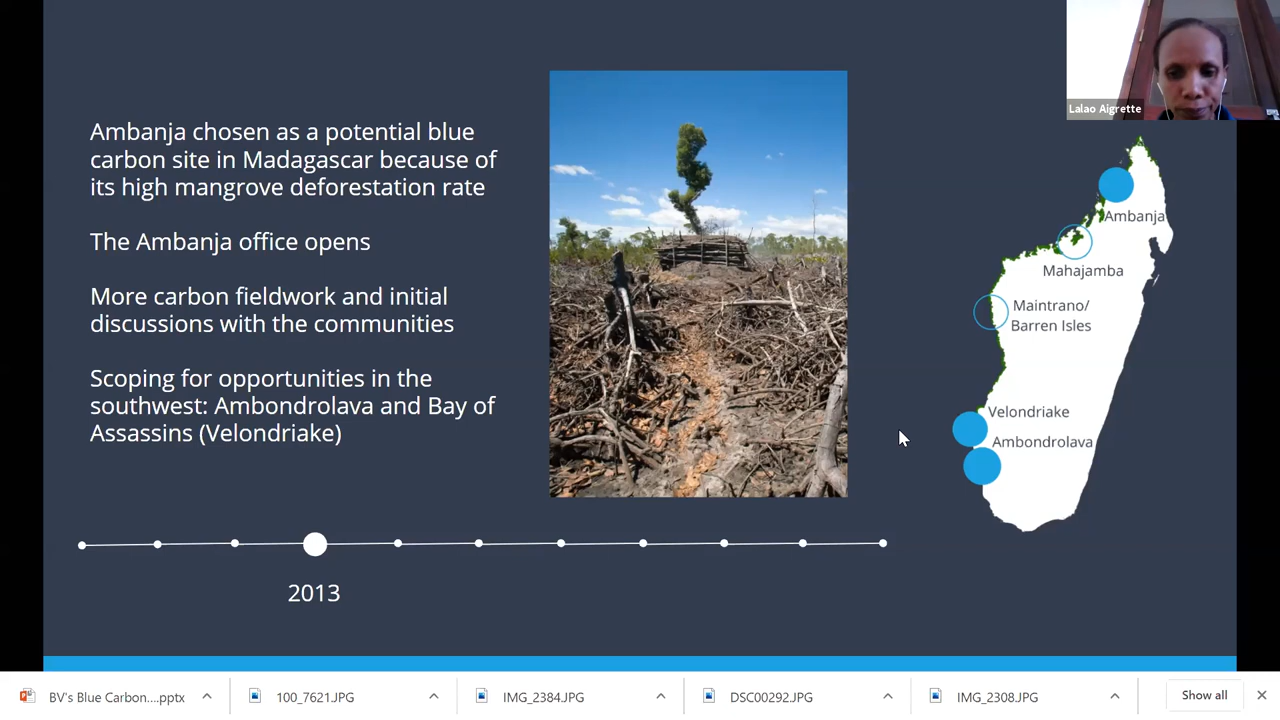 Lalao Aigrette
Ambanja chosen as a potential blue
carbon site in Madagascar because of
its high mangrove deforestation rate
The Ambanja office opens
More carbon fieldwork and initial
discussions with the communities
Scoping for opportunities in the
southwest: Ambondrolava and Bay of
Assassins (Velondriake)
Ambanja
Mahajamba
Maintrano/
Barren Isles
Velondriake
Ambondrolava
2013
BV's Blue Carbon....pptx
100_7621.JPG
IMG_2384.JPG
DSC00292.JPG
IMG_2308.JPG
Show all